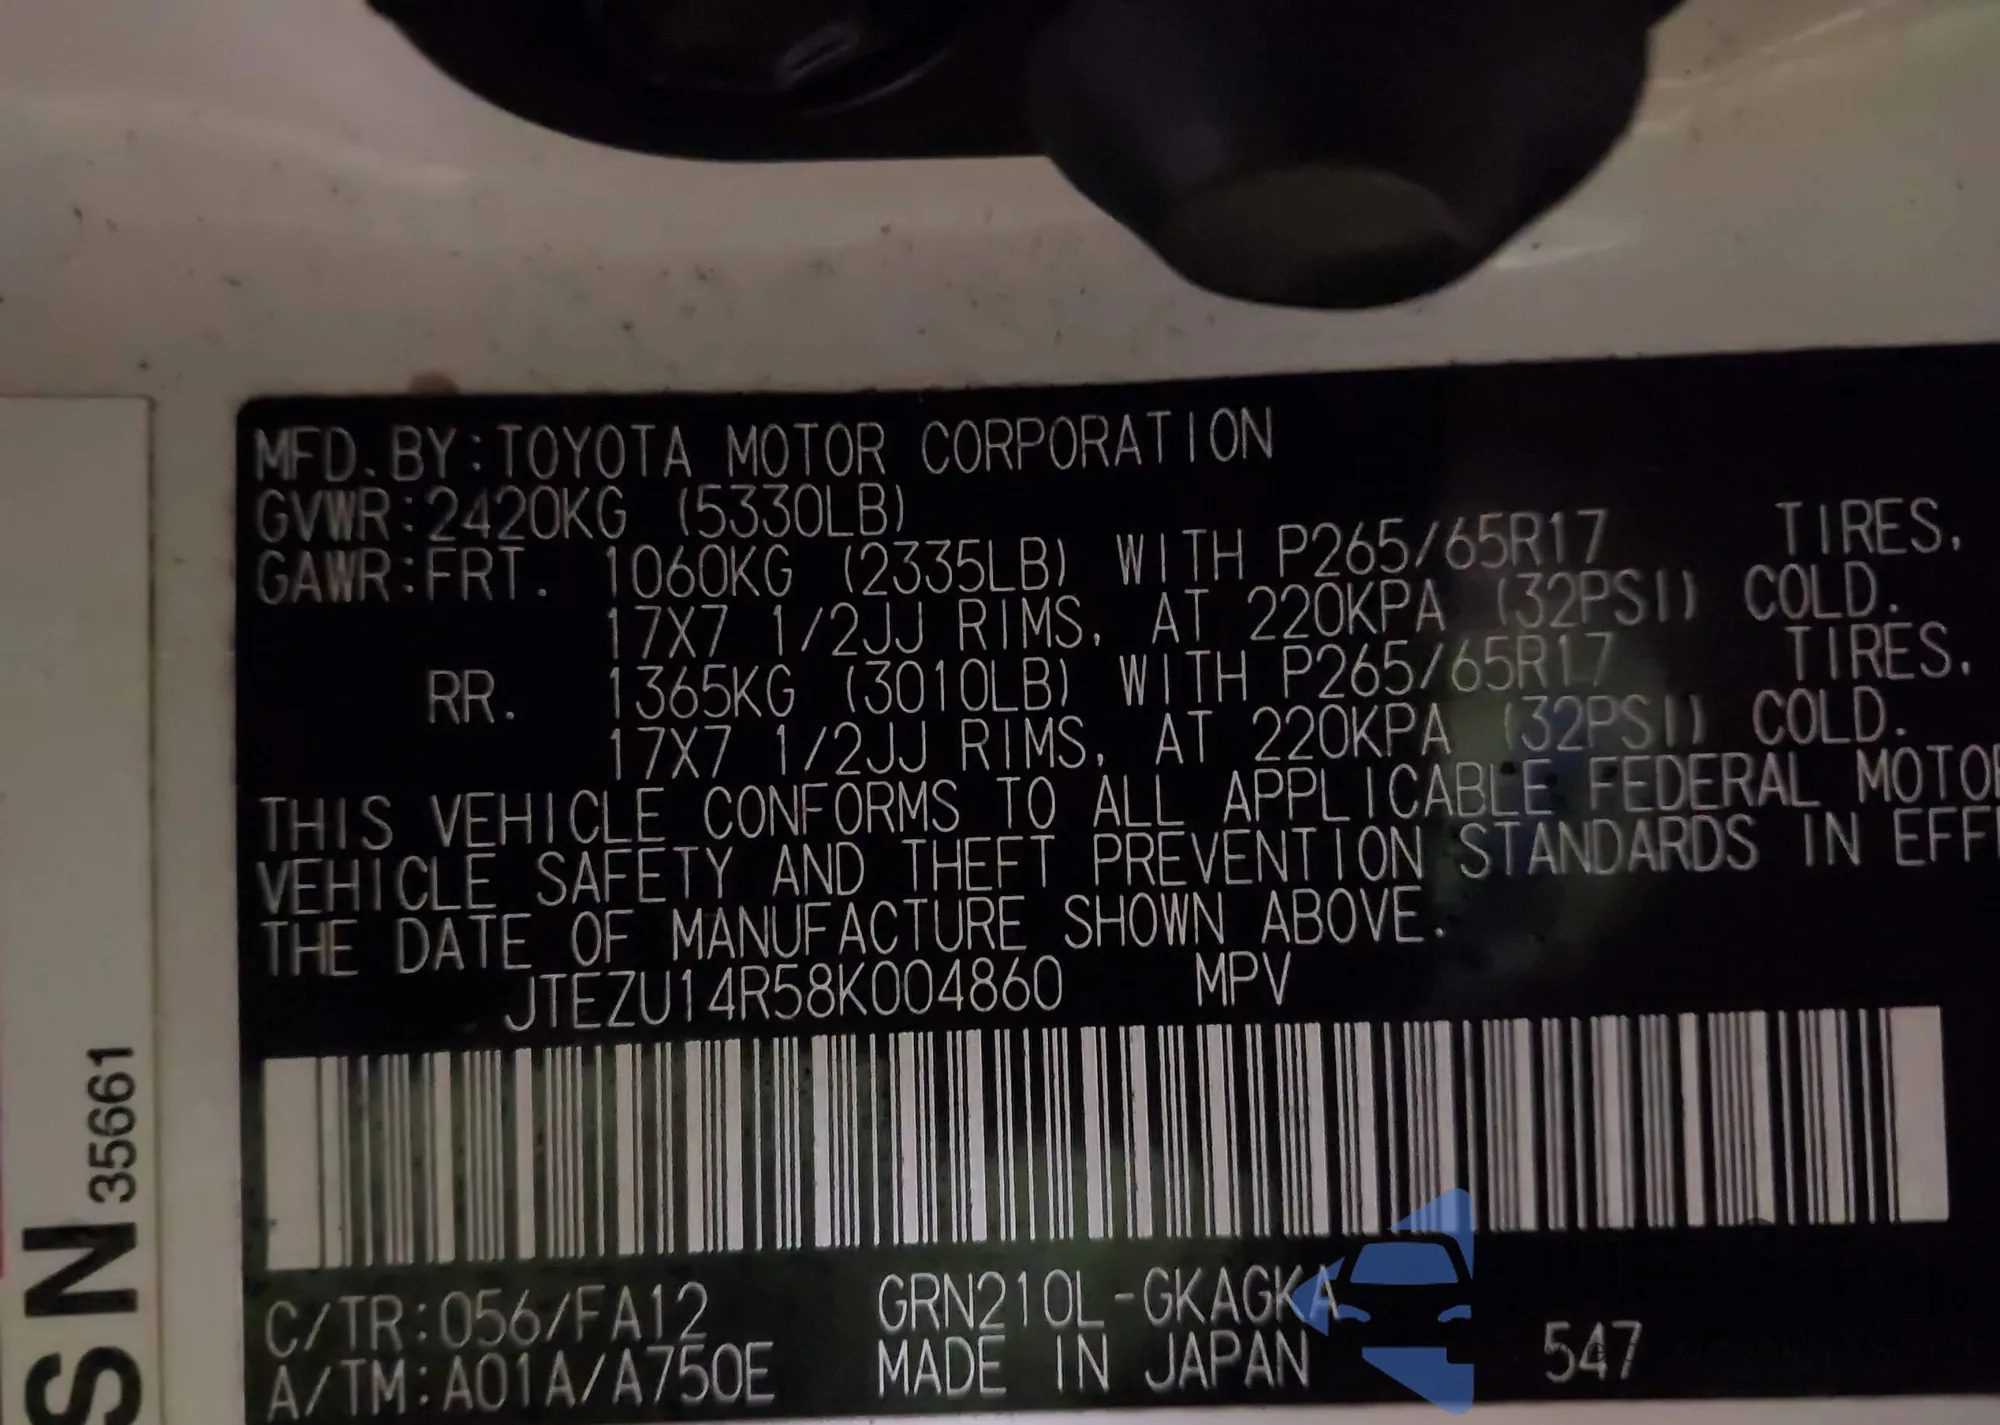 MFD. BY: TOYOTA MOTOR CORPORATION
GVWR: 2420KG (5330LB)
GAWR: FRT. 1060KG (2335LB) WITH P265/65R17 TIRES,
17X7 1/2JJ RIMS, AT 220KPA (32PSI) COLD.
RR. 1365KG (3010LB) WITH P265/65R17 TIRES,
17X7 1/2JJ RIMS, AT 220KPA (32PSI) COLD.
THIS VEHICLE CONFORMS TO ALL APPLICABLE FEDERAL MOTOR
VEHICLE SAFETY AND THEFT PREVENTION STANDARDS IN EFFE
THE DATE OF MANUFACTURE SHOWN ABOVE.
JTEZU14R58K004860 MPV
C/TR: 056/FA12 GRN210L-GKAGKA
A/TM: A01A/A750E MADE IN JAPAN 547
SN 35661